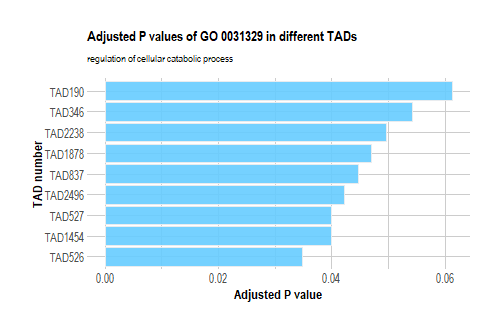 Adjusted P values of GO 0031329 in different TADs
regulation of cellular catabolic process
TAD number
TAD190
TAD346
TAD2238
TAD1878
TAD837
TAD2496
TAD527
TAD1454
TAD526
0.00 0.02 0.04 0.06
Adjusted P value